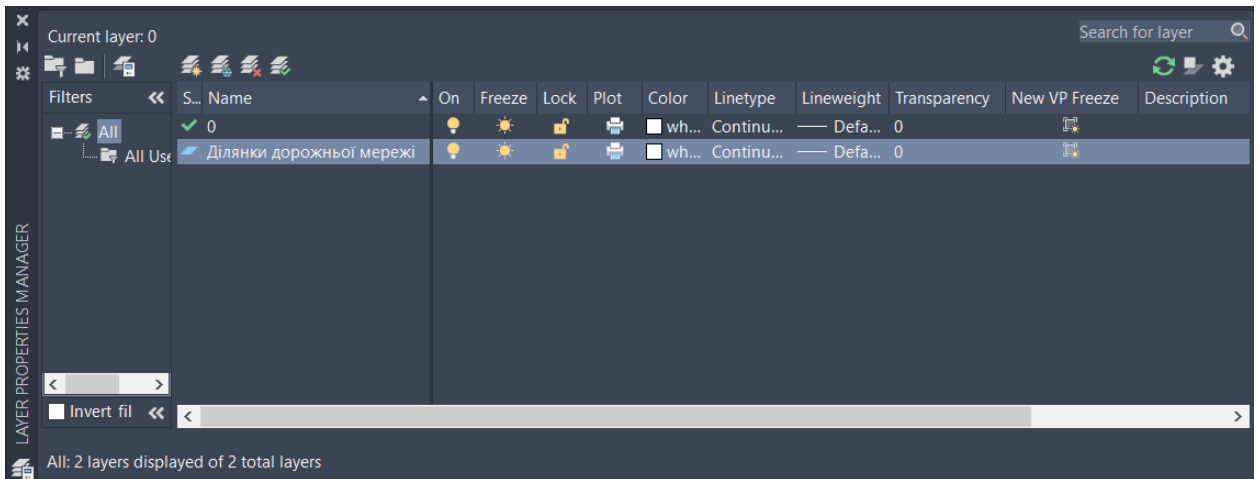 Current layer: 0
Search for layer
Filters
S... Name On Freeze Lock Plot Color Linetype Lineweight Transparency New VP Freeze Description
All
0 wh... Continu... Defa... 0
All Use
Ділянки дорожньої мережі wh... Continu... Defa... 0
LAYER PROPERTIES MANAGER
Invert fil
All: 2 layers displayed of 2 total layers